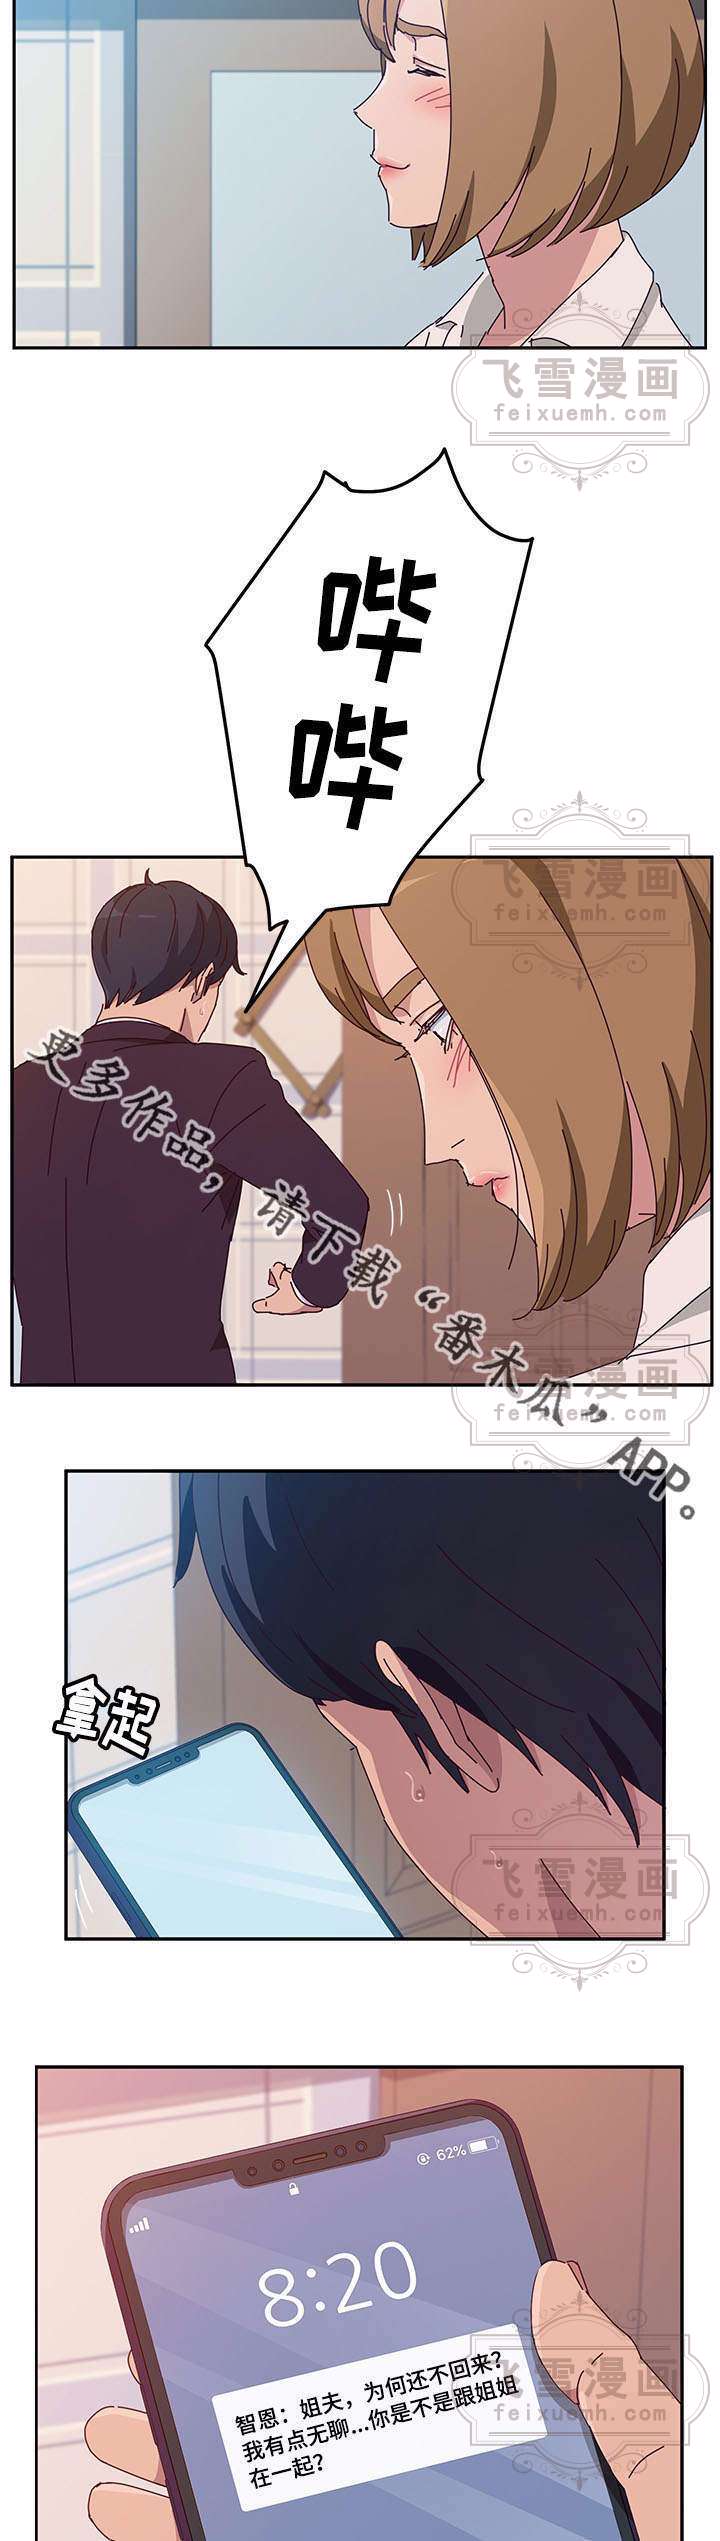 飞雪漫画
feixuemh.com
哔
哔
飞雪漫画
feixuemh.com
更多作品，请下载“番木瓜”APP。
飞雪漫画
feixuemh.com
拿起
飞雪漫画
feixuemh.com
62%
8:20
智恩：姐夫，为何还不回来？
我有点无聊...你是不是跟姐姐
在一起？
飞雪漫画
feixuemh.com